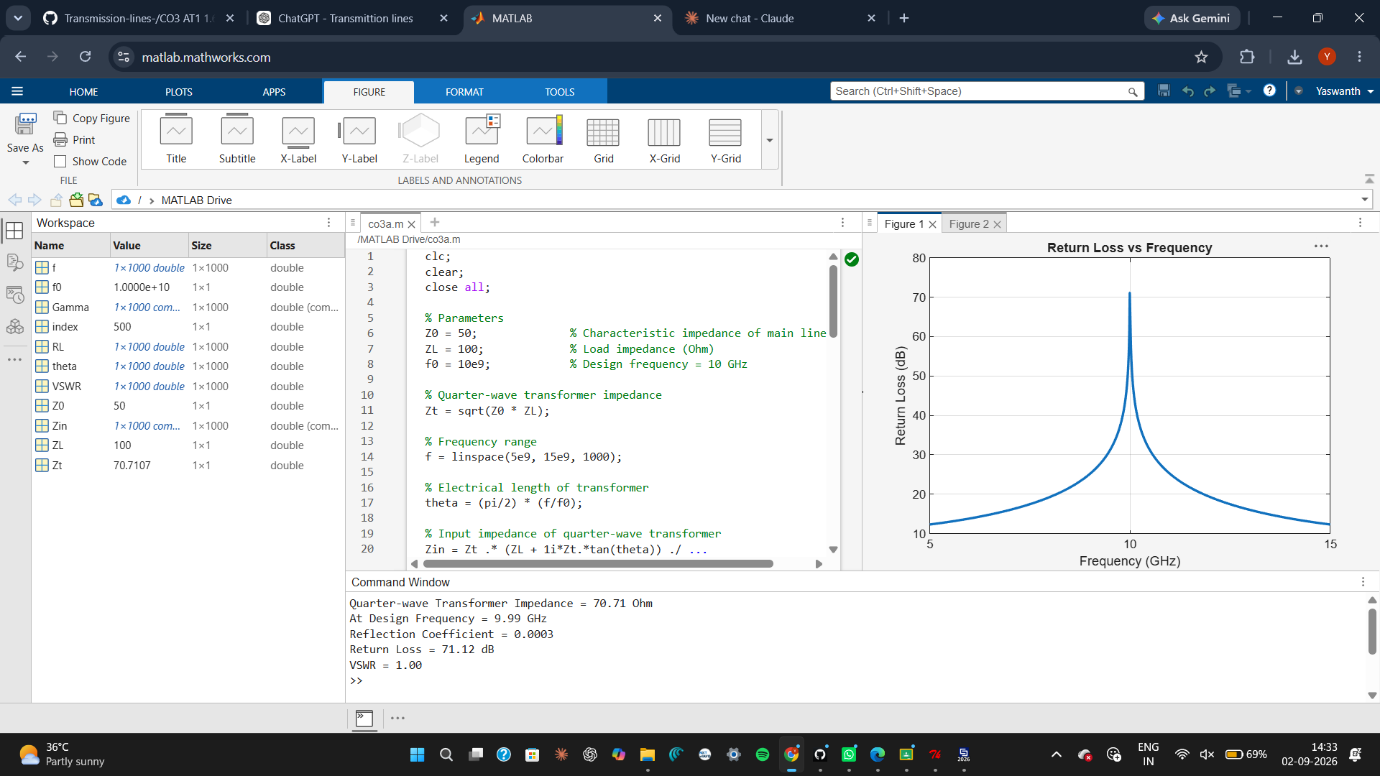 Transmission-lines-/CO3 AT1 1.
ChatGPT - Transmittion lines
MATLAB
New chat - Claude
Ask Gemini
matlab.mathworks.com
Y
HOME
PLOTS
APPS
FIGURE
FORMAT
TOOLS
Search (Ctrl+Shift+Space)
Yaswanth
Save As
Copy Figure
Print
Show Code
FILE
Title
Subtitle
X-Label
Y-Label
Z-Label
Legend
Colorbar
Grid
X-Grid
Y-Grid
LABELS AND ANNOTATIONS
/ > MATLAB Drive
Workspace
Name Value Size Class
f 1×1000 double 1×1000 double
f0 1.0000e+10 1×1 double
Gamma 1×1000 com... 1×1000 double (com...
index 500 1×1 double
RL 1×1000 double 1×1000 double
theta 1×1000 double 1×1000 double
VSWR 1×1000 double 1×1000 double
Z0 50 1×1 double
Zin 1×1000 com... 1×1000 double (com...
ZL 100 1×1 double
Zt 70.7107 1×1 double
co3a.m
/MATLAB Drive/co3a.m
1 clc;
2 clear;
3 close all;
4
5 % Parameters
6 Z0 = 50; % Characteristic impedance of main line
7 ZL = 100; % Load impedance (Ohm)
8 f0 = 10e9; % Design frequency = 10 GHz
9
10 % Quarter-wave transformer impedance
11 Zt = sqrt(Z0 * ZL);
12
13 % Frequency range
14 f = linspace(5e9, 15e9, 1000);
15
16 % Electrical length of transformer
17 theta = (pi/2) * (f/f0);
18
19 % Input impedance of quarter-wave transformer
20 Zin = Zt .* (ZL + 1i*Zt.*tan(theta)) ./ ...
Figure 1
Figure 2
Return Loss vs Frequency
80
70
60
50
40
30
20
10
Return Loss (dB)
5 10 15
Frequency (GHz)
Command Window
Quarter-wave Transformer Impedance = 70.71 Ohm
At Design Frequency = 9.99 GHz
Reflection Coefficient = 0.0003
Return Loss = 71.12 dB
VSWR = 1.00
>>
36°C
Partly sunny
ENG
IN
69%
14:33
02-09-2026